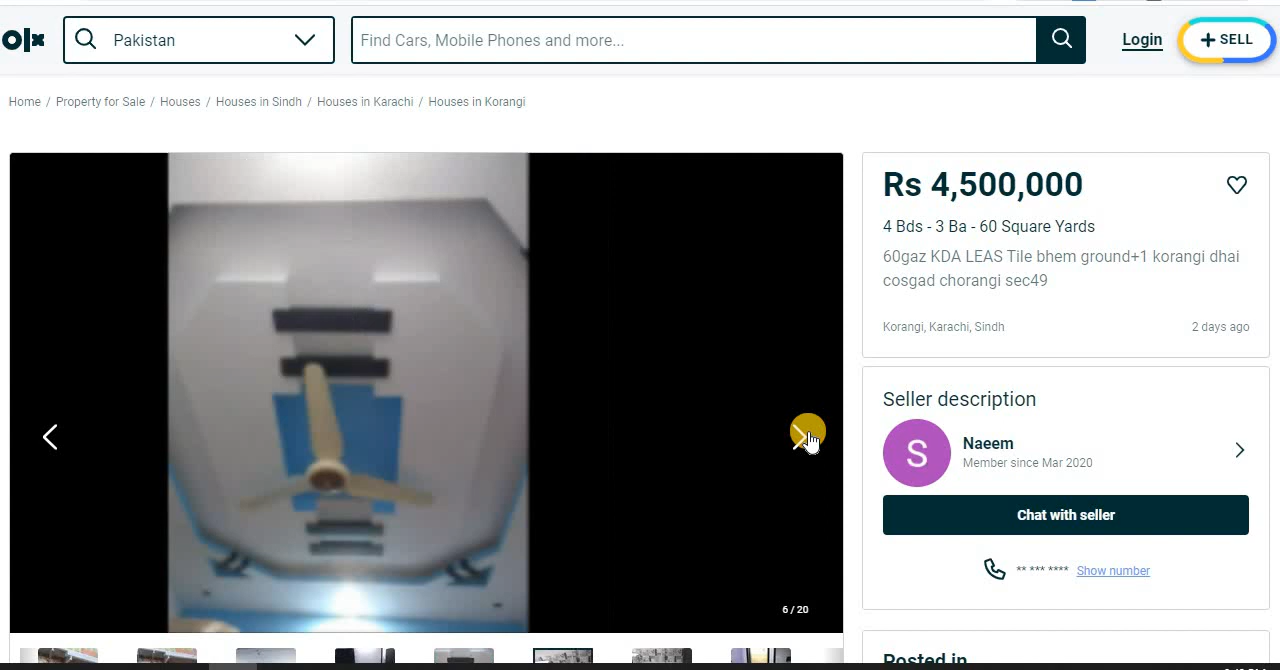 olx
Pakistan
Find Cars, Mobile Phones and more...
Login
+ SELL
Home / Property for Sale / Houses / Houses in Sindh / Houses in Karachi / Houses in Korangi
Rs 4,500,000
4 Bds - 3 Ba - 60 Square Yards
60gaz KDA LEAS Tile bhem ground+1 korangi dhai
cosgad chorangi sec49
Korangi, Karachi, Sindh
2 days ago
Seller description
S
Naeem
Member since Mar 2020
Chat with seller
** *** **** Show number
6 / 20
Posted in